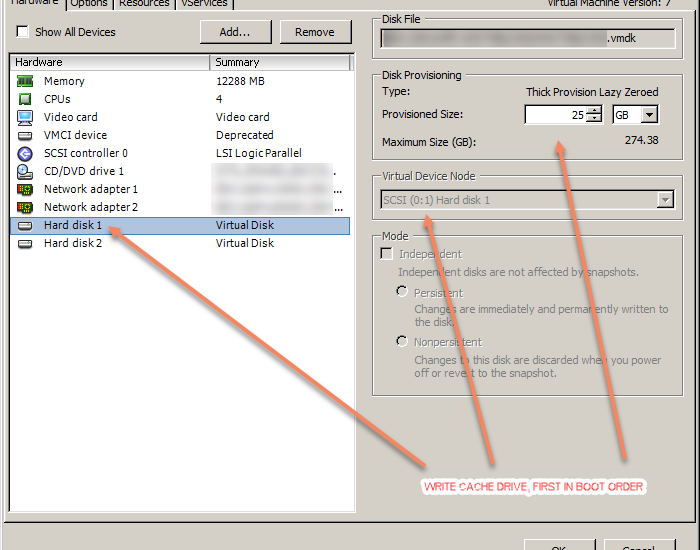 Hardware Options Resources vServices Virtual Machine Version: 7
Show All Devices Add... Remove
Hardware Summary
Memory 12288 MB
CPUs 4
Video card Video card
VMCI device Deprecated
SCSI controller 0 LSI Logic Parallel
CD/DVD drive 1
Network adapter 1 ...
Network adapter 2 ...
Hard disk 1 Virtual Disk
Hard disk 2 Virtual Disk
Disk File
.vmdk
Disk Provisioning
Type: Thick Provision Lazy Zeroed
Provisioned Size: 25 GB
Maximum Size (GB): 274.38
Virtual Device Node
SCSI (0:1) Hard disk 1
Mode
Independent
Independent disks are not affected by snapshots.
Persistent
Changes are immediately and permanently written to
the disk.
Nonpersistent
Changes to this disk are discarded when you power
off or revert to the snapshot.
WRITE CACHE DRIVE, FIRST IN BOOT ORDER
OK Cancel